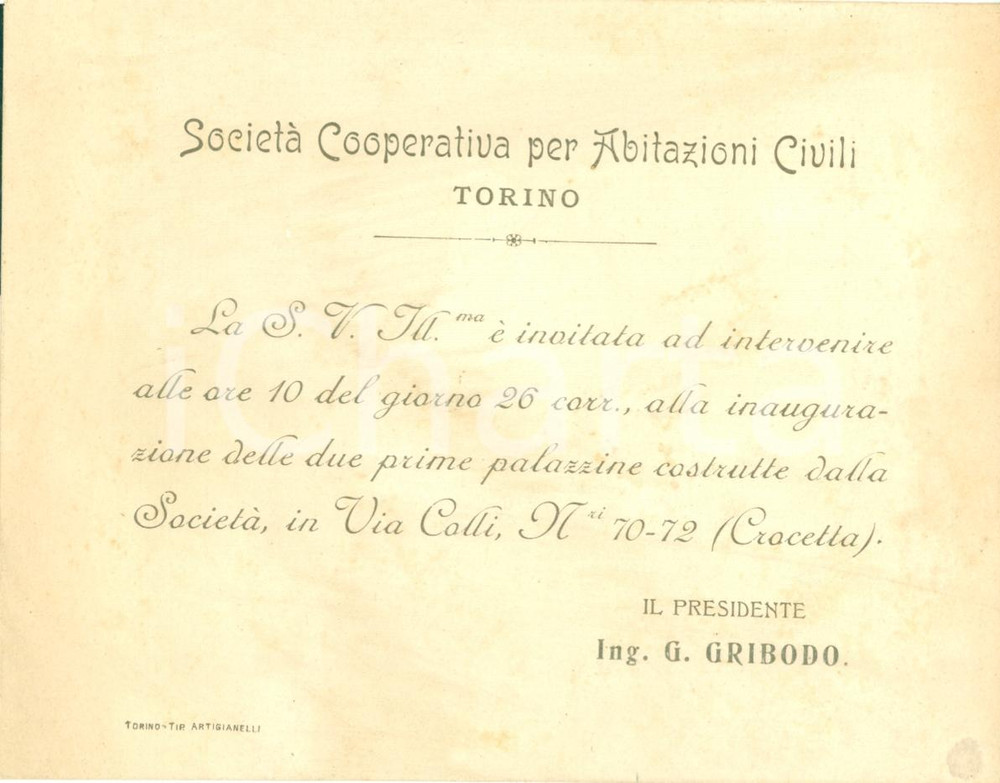 Società Cooperativa per Abitazioni Civili
TORINO
La S. V. Ill.ma è invitata ad intervenire
alle ore 10 del giorno 26 corr., alla inaugura-
zione delle due prime palazzine costrutte dalla
Società, in Via Colli, N.ri 70-72 (Crocetta).
IL PRESIDENTE
Ing. G. GRIBODO.
TORINO-TIP. ARTIGIANELLI
iCharta